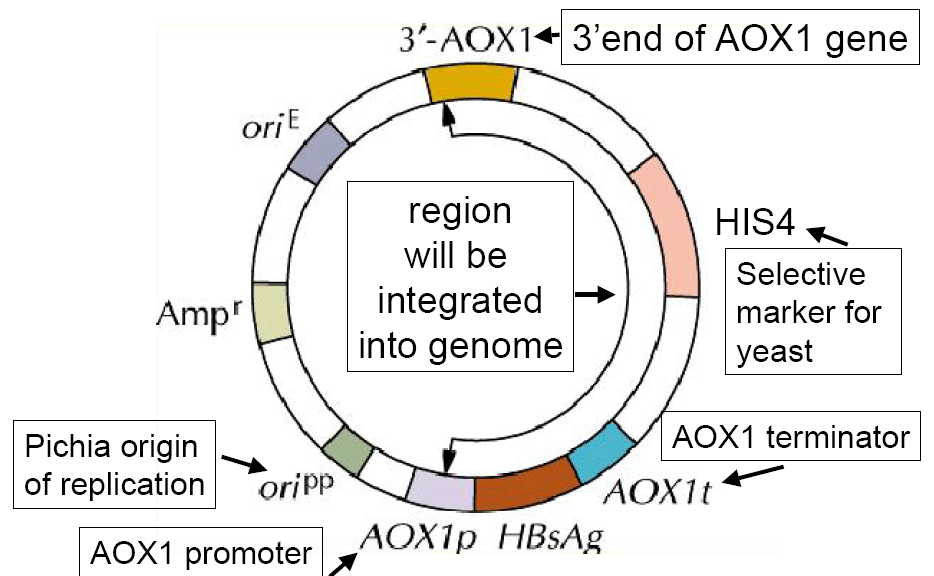 3′-AOX1
3’end of AOX1 gene
ori E
region
will be
integrated
into genome
HIS4
Selective
marker for
yeast
Amp r
AOX1 terminator
Pichia origin
of replication
ori pp
AOX1t
AOX1p HBsAg
AOX1 promoter